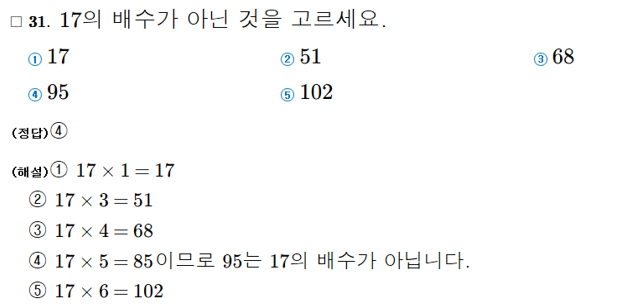 □ 31. 17의 배수가 아닌 것을 고르세요.
① 17 ② 51 ③ 68
④ 95 ⑤ 102
(정답)④
(해설)① 17 × 1 = 17
② 17 × 3 = 51
③ 17 × 4 = 68
④ 17 × 5 = 85이므로 95는 17의 배수가 아닙니다.
⑤ 17 × 6 = 102